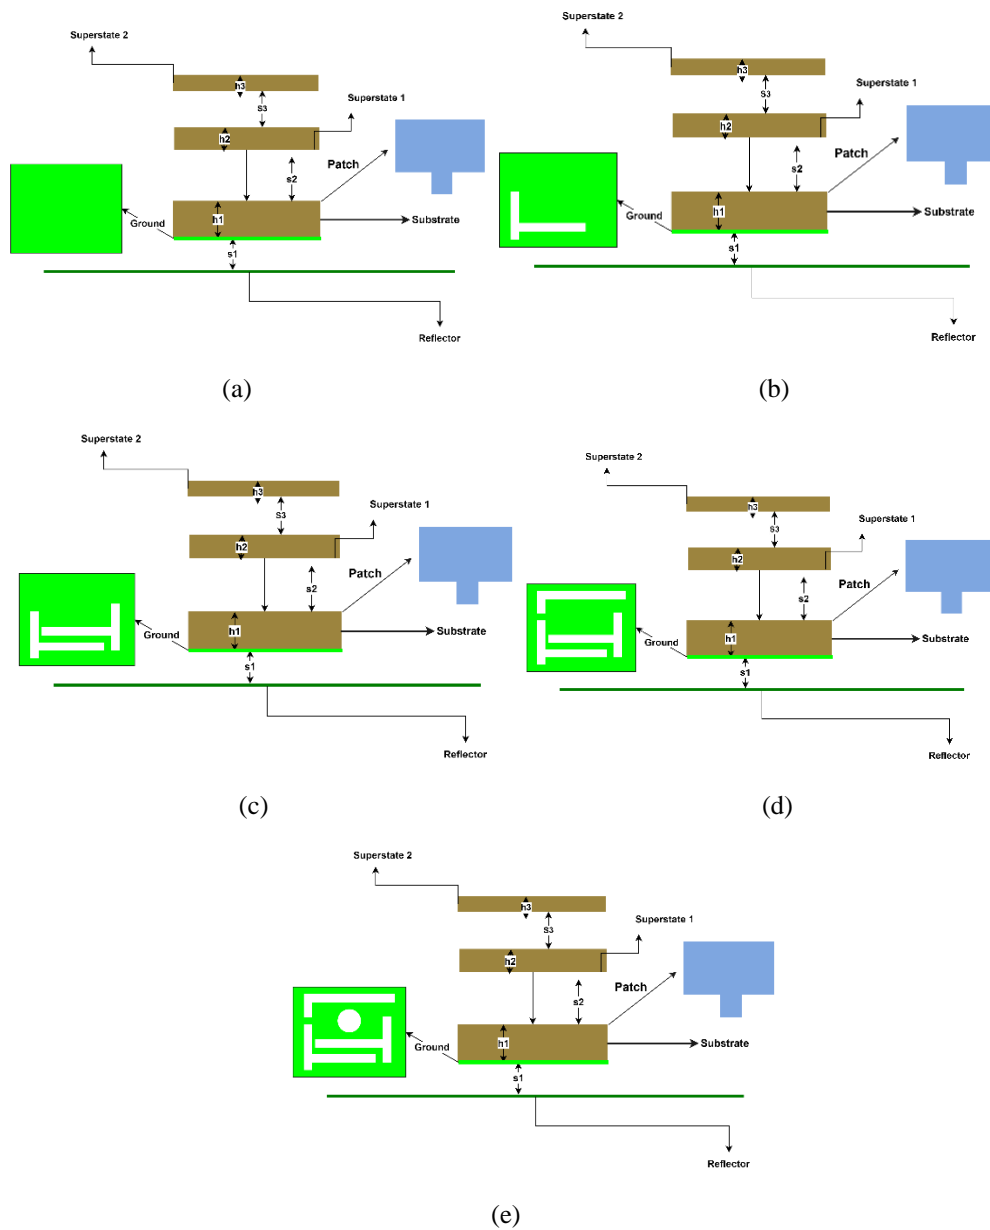 Superstate 2
h3
s3
Superstate 1
h2
Patch
s2
h1
Ground
Substrate
s1
Reflector
(a)
Superstate 2
h3
s3
Superstate 1
h2
Patch
s2
h1
Ground
Substrate
s1
Reflector
(b)
Superstate 2
h3
S3
Superstate 1
h2
Patch
s2
h1
Ground
Substrate
s1
Reflector
(c)
Superstate 2
h3
s3
Superstate 1
h2
Patch
s2
h1
Ground
Substrate
s1
Reflector
(d)
Superstate 2
h3
S3
Superstate 1
h2
Patch
s2
h1
Ground
Substrate
s1
Reflector
(e)